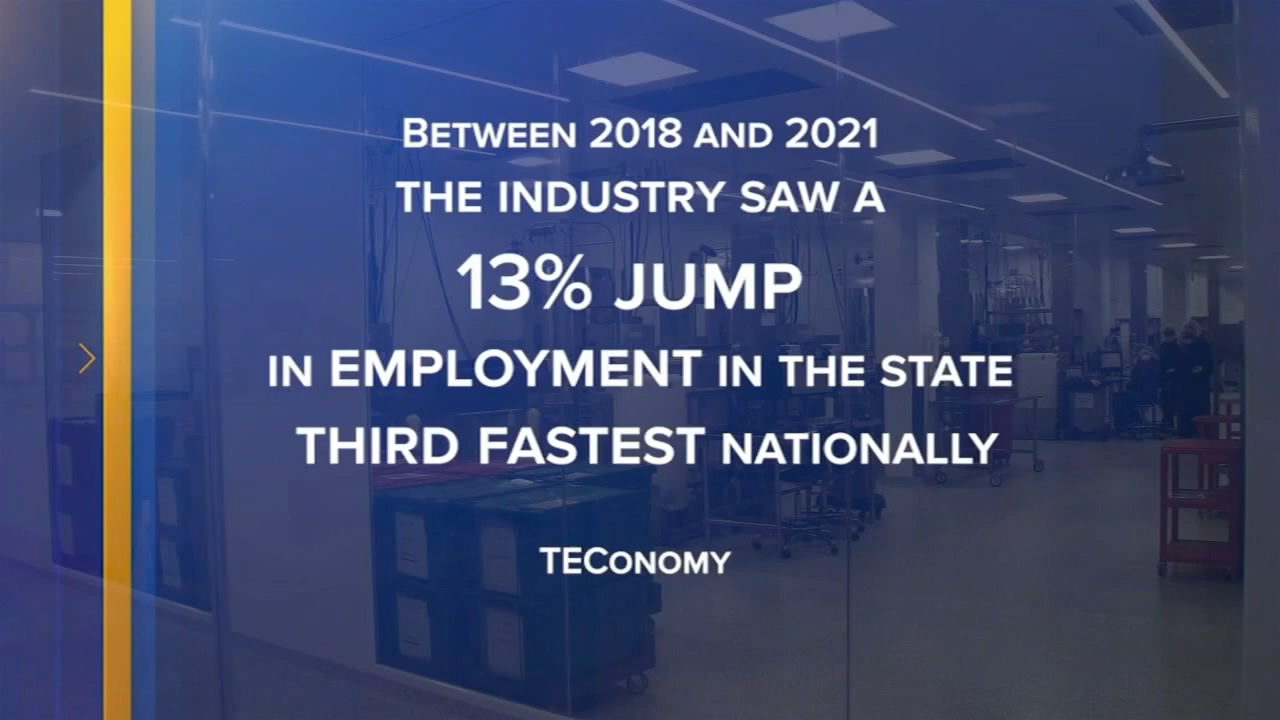 BETWEEN 2018 AND 2021
THE INDUSTRY SAW A
13% JUMP
IN EMPLOYMENT IN THE STATE
THIRD FASTEST NATIONALLY
TECONOMY